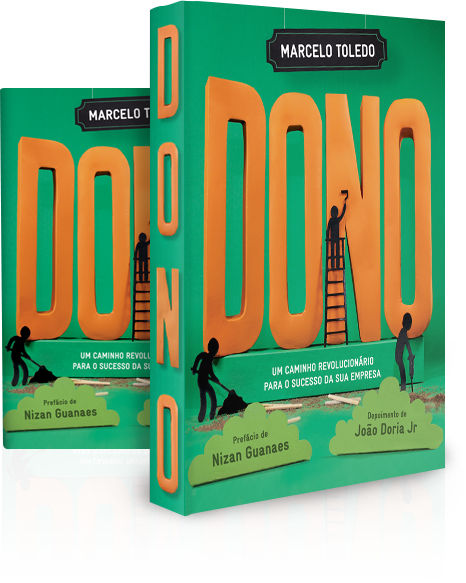 MARCELO TO
DON
UM CAMINHO REVOLU
PARA O SUCESSO DA SU
Prefácio de
Nizan Guanaes
DONO
MARCELO TOLEDO
DONO
UM CAMINHO REVOLUCIONÁRIO
PARA O SUCESSO DA SUA EMPRESA
Prefácio de
Nizan Guanaes
Depoimento de
João Doria Jr